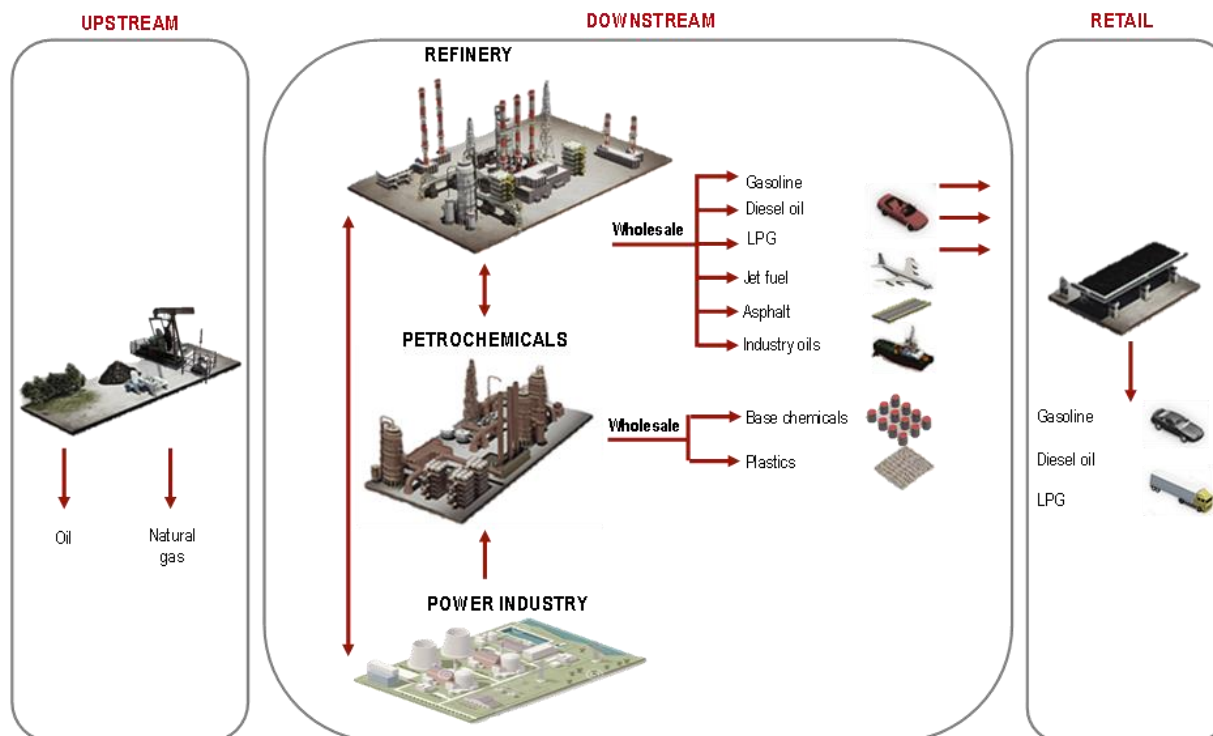 UPSTREAM
DOWNSTREAM
RETAIL
REFINERY
Wholesale
Gasoline
Diesel oil
LPG
Jet fuel
Asphalt
Industry oils
PETROCHEMICALS
Wholesale
Base chemicals
Plastics
POWER INDUSTRY
Oil
Natural
gas
Gasoline
Diesel oil
LPG